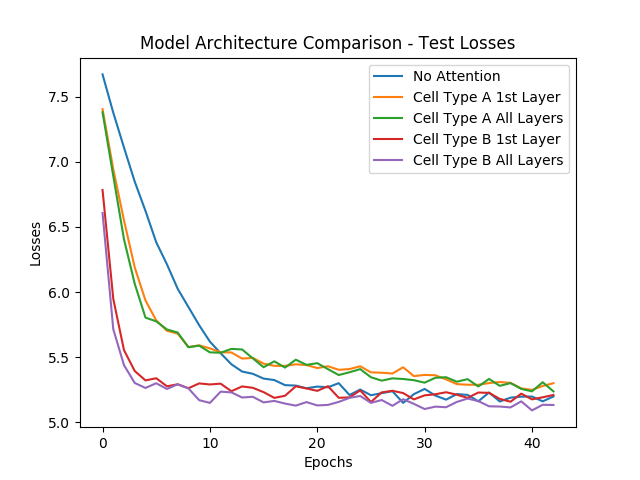 Model Architecture Comparison - Test Losses
No Attention
Cell Type A 1st Layer
Cell Type A All Layers
Cell Type B 1st Layer
Cell Type B All Layers
Losses
7.5
7.0
6.5
6.0
5.5
5.0
0
10
20
30
40
Epochs